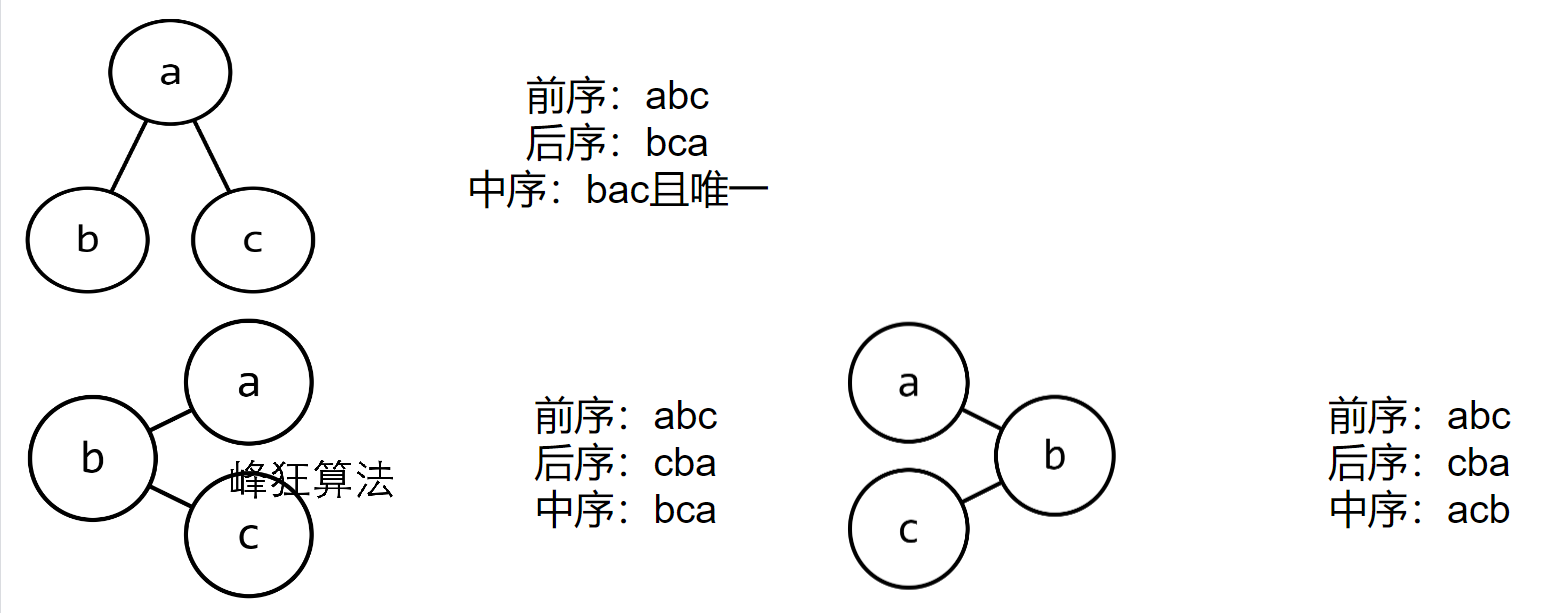 a
b
c
前序：abc
后序：bca
中序：bac且唯一
a
b
c
峰狂算法
前序：abc
后序：cba
中序：bca
a
b
c
前序：abc
后序：cba
中序：acb